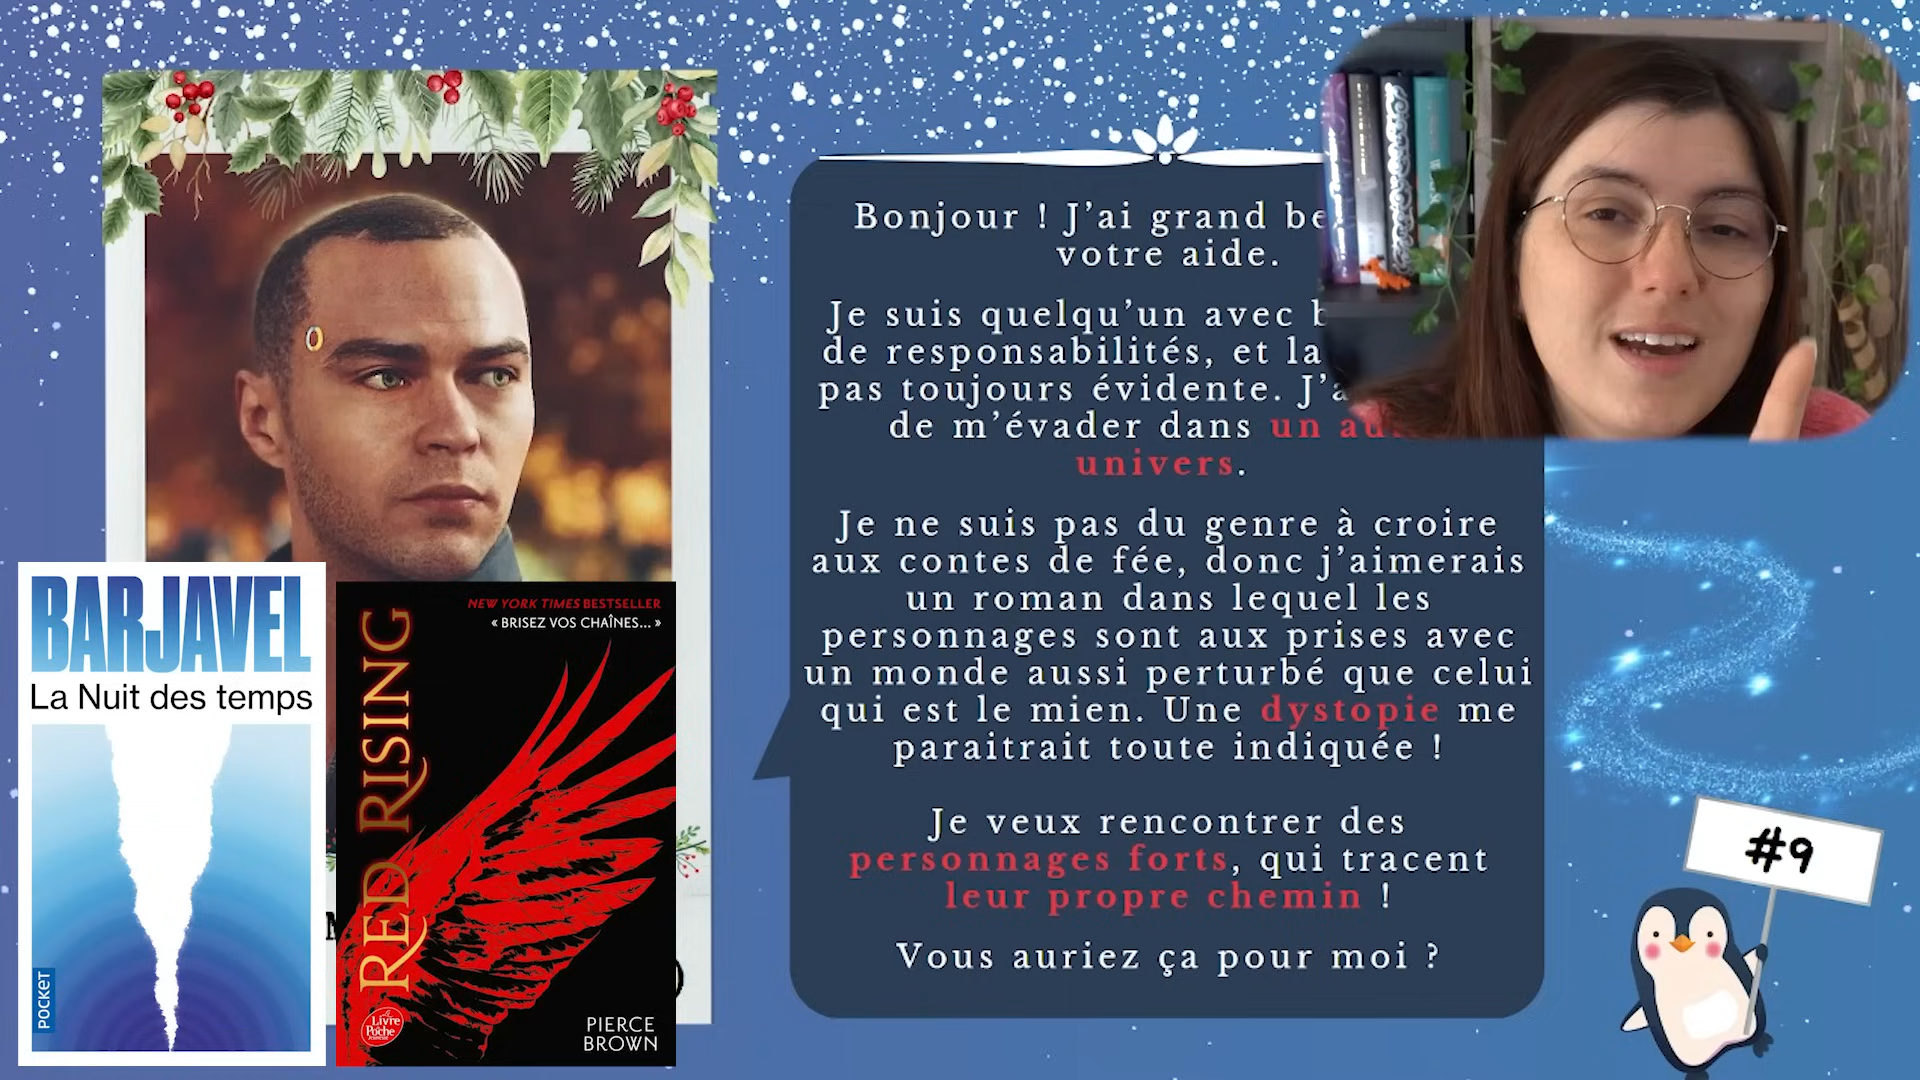 Bonjour ! J'ai grand
votre aide.
Je suis quelqu'un avec
de responsabilités, et la
pas toujours évidente.
de m'évader dans un
univers.
Je ne suis pas du genre à croire
aux contes de fée, donc j'aimerais
un roman dans lequel les
personnages sont aux prises avec
un monde aussi perturbé que celui
qui est le mien. Une dystopie me
paraitrait toute indiquée !
Je veux rencontrer des
personnages forts, qui tracent
leur propre chemin !
Vous auriez ça pour moi ?
BARJAVEL
La Nuit des temps
POCKET
NEW YORK TIMES BESTSELLER
« BRISEZ VOS CHAÎNES... »
RED RISING
Le
Livre
de
Poche
Jeunesse
PIERCE
BROWN
#9